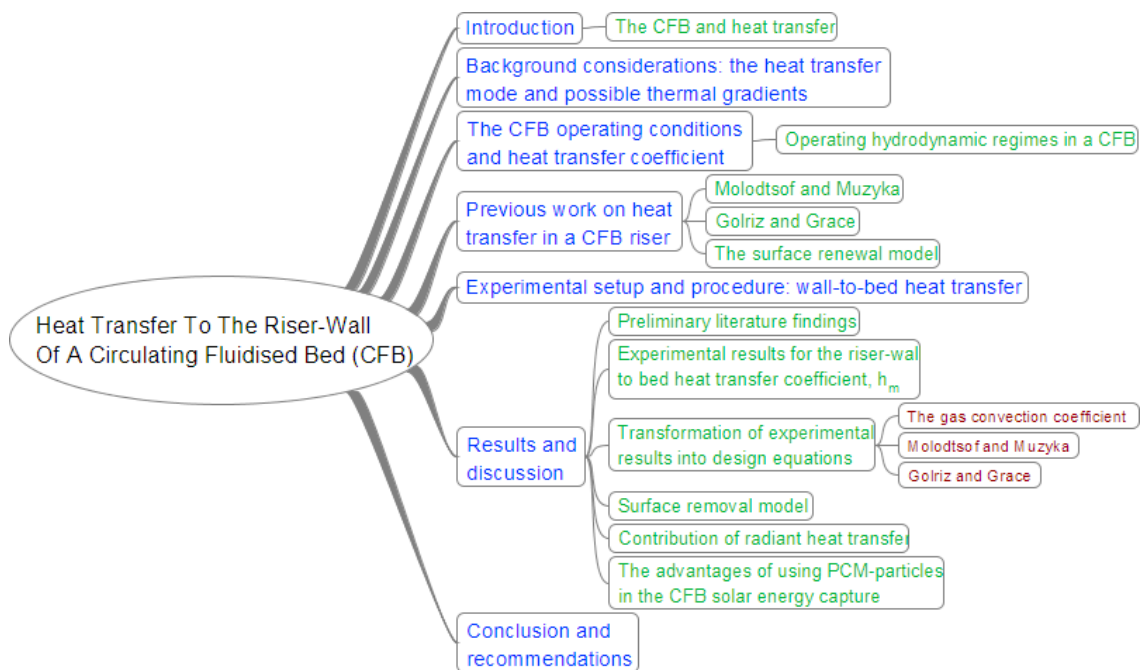 Introduction
The CFB and heat transfer
Background considerations: the heat transfer
mode and possible thermal gradients
The CFB operating conditions
and heat transfer coefficient
Operating hydrodynamic regimes in a CFB
Previous work on heat
transfer in a CFB riser
Molodtsof and Muzyka
Golriz and Grace
The surface renewal model
Experimental setup and procedure: wall-to-bed heat transfer
Heat Transfer To The Riser-Wall
Of A Circulating Fluidised Bed (CFB)
Results and
discussion
Preliminary literature findings
Experimental results for the riser-wal
to bed heat transfer coefficient, hm
Transformation of experimental
results into design equations
The gas convection coefficient
Molodtsof and Muzyka
Golriz and Grace
Surface removal model
Contribution of radiant heat transfer
The advantages of using PCM-particles
in the CFB solar energy capture
Conclusion and
recommendations